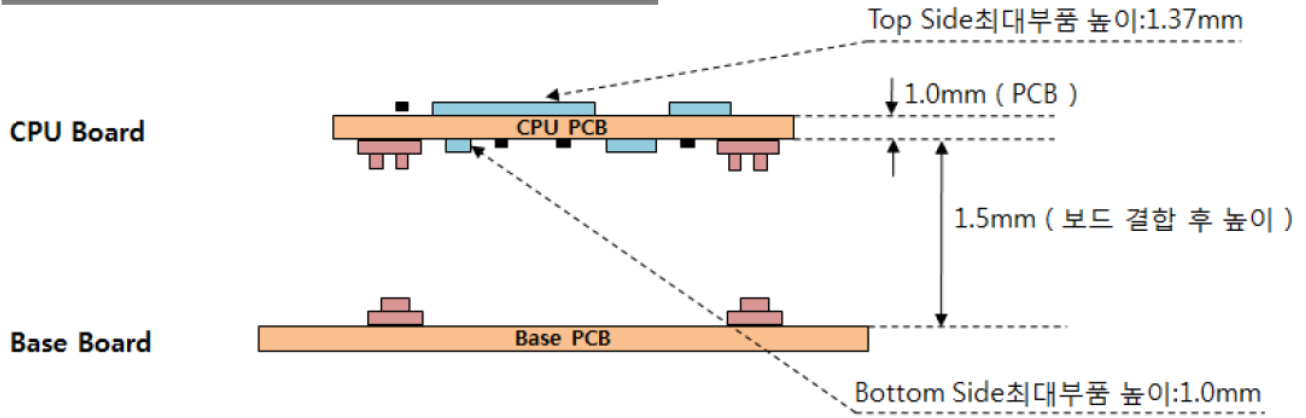 Top Side최대부품 높이:1.37mm
1.0mm ( PCB )
CPU Board
CPU PCB
1.5mm ( 보드 결합 후 높이 )
Base Board
Base PCB
Bottom Side최대부품 높이:1.0mm